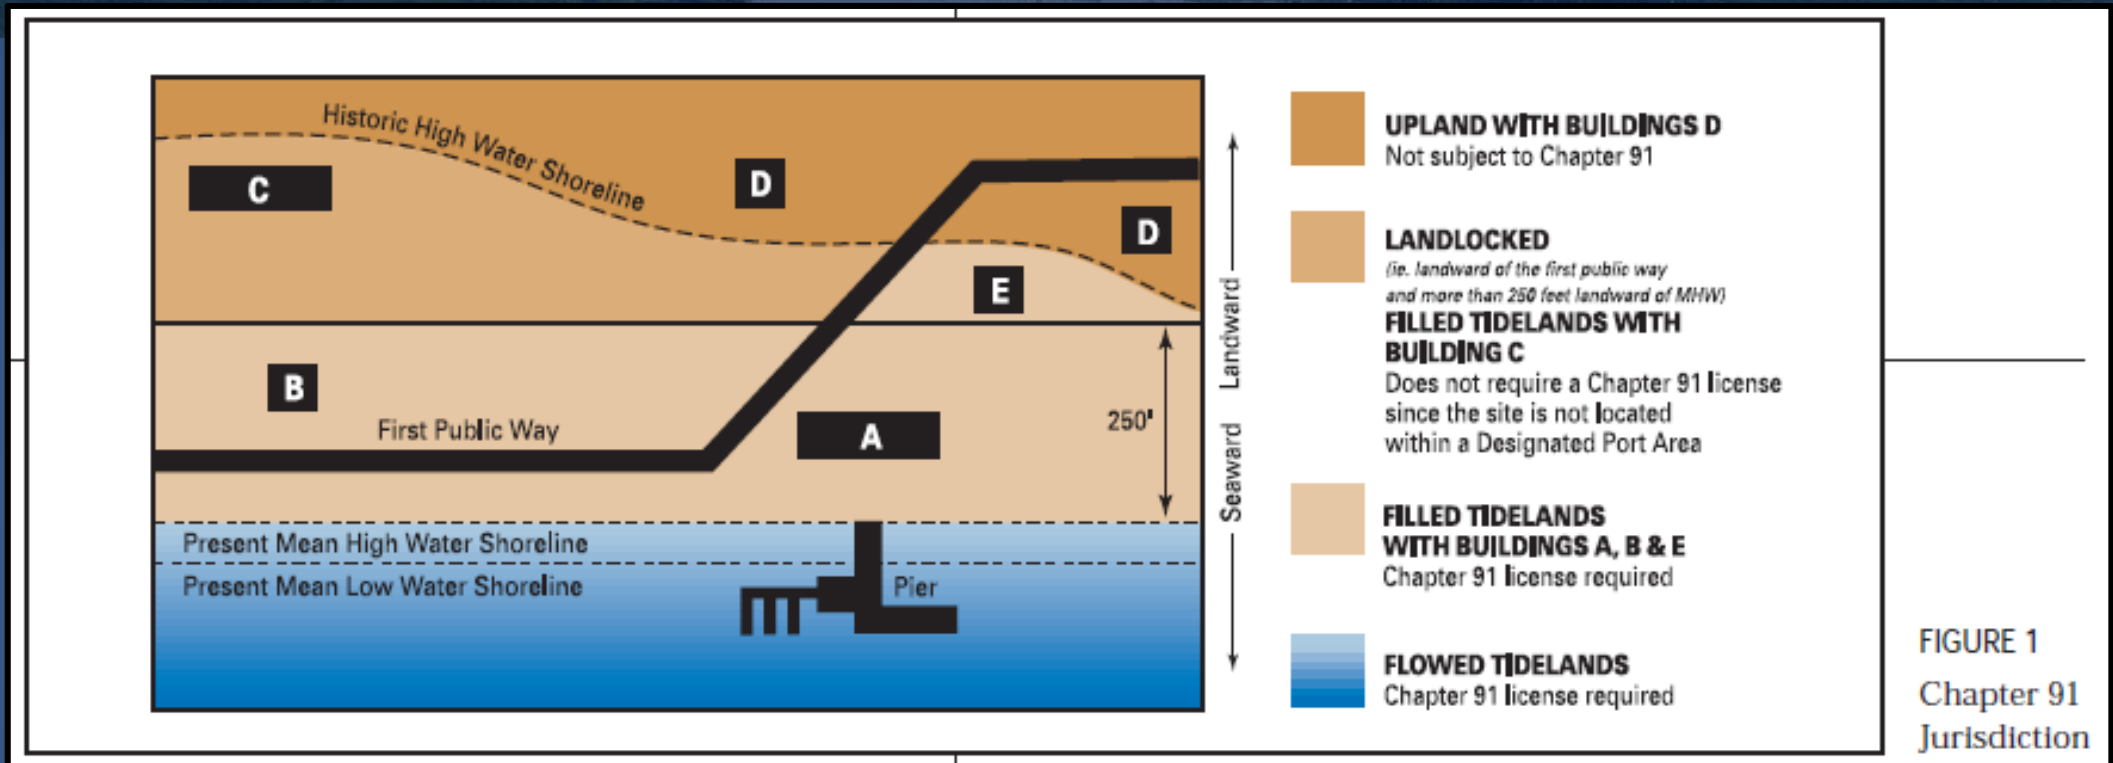 Historic High Water Shoreline
C
D
D
E
B
First Public Way
A
250'
Present Mean High Water Shoreline
Present Mean Low Water Shoreline
Pier
Landward
Seaward
UPLAND WITH BUILDINGS D
Not subject to Chapter 91
LANDLOCKED
(ie. landward of the first public way
and more than 250 feet landward of MHW)
FILLED TIDELANDS WITH
BUILDING C
Does not require a Chapter 91 license
since the site is not located
within a Designated Port Area
FILLED TIDELANDS
WITH BUILDINGS A, B & E
Chapter 91 license required
FLOWED TIDELANDS
Chapter 91 license required
FIGURE 1
Chapter 91
Jurisdiction